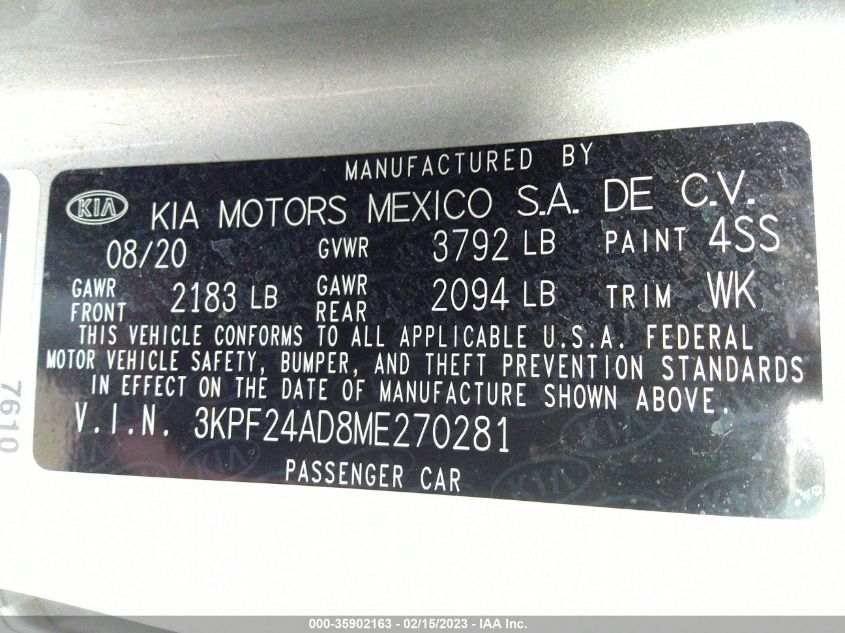 MANUFACTURED BY
KIA KIA MOTORS MEXICO S.A. DE C.V.
08/20 GVWR 3792 LB PAINT 4SS
GAWR FRONT 2183 LB GAWR REAR 2094 LB TRIM WK
THIS VEHICLE CONFORMS TO ALL APPLICABLE U.S.A. FEDERAL
MOTOR VEHICLE SAFETY, BUMPER, AND THEFT PREVENTION STANDARDS
IN EFFECT ON THE DATE OF MANUFACTURE SHOWN ABOVE.
V.I.N. 3KPF24AD8ME270281
PASSENGER CAR
7610
000-35902163 - 02/15/2023 - IAA Inc.